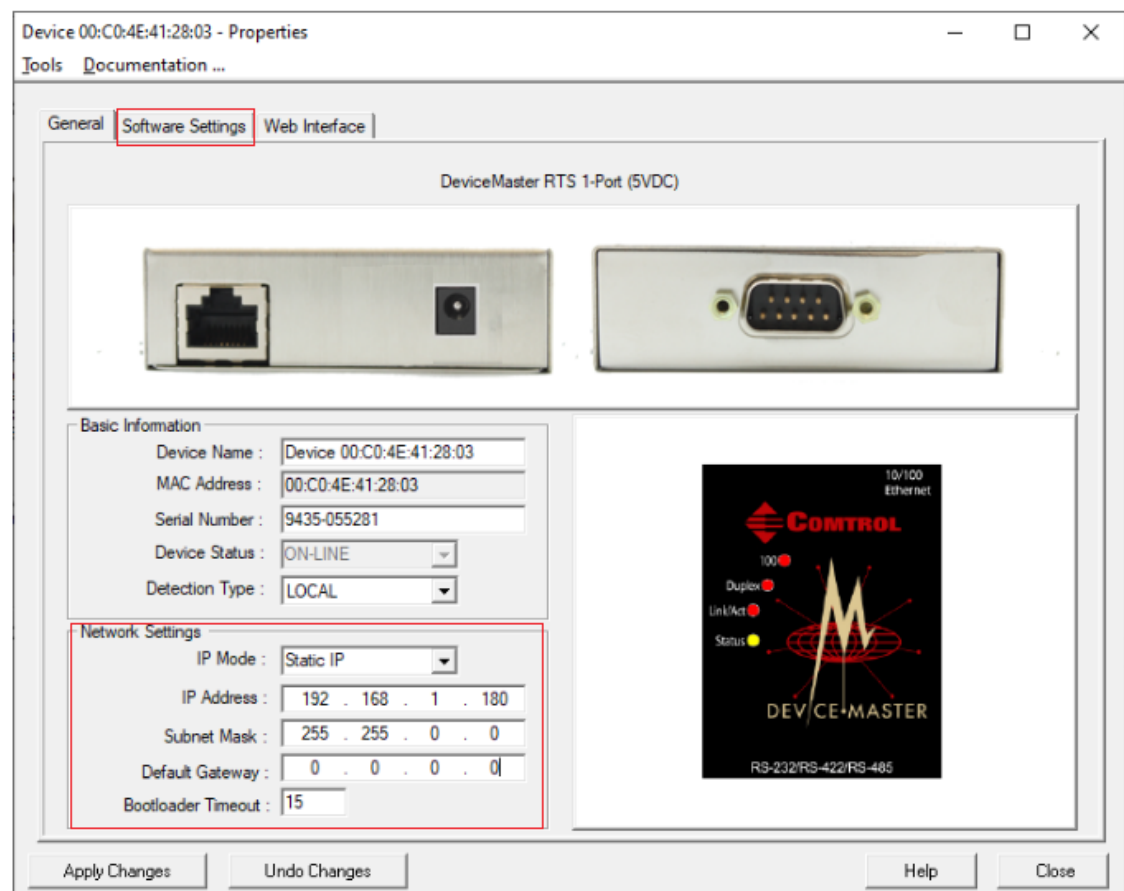 Device 00:C0:4E:41:28:03 - Properties
Tools Documentation ...
General Software Settings Web Interface
DeviceMaster RTS 1-Port (5VDC)
Basic Information
Device Name : Device 00:C0:4E:41:28:03
MAC Address : 00:C0:4E:41:28:03
Serial Number : 9435-055281
Device Status : ON-LINE
Detection Type : LOCAL
Network Settings
IP Mode : Static IP
IP Address : 192 . 168 . 1 . 180
Subnet Mask : 255 . 255 . 0 . 0
Default Gateway : 0 . 0 . 0 . 0
Bootloader Timeout : 15
10/100
Ethernet
COMTROL
100
Duplex
Link/Act
Status
DEVICE•MASTER
RS-232/RS-422/RS-485
Apply Changes Undo Changes Help Close